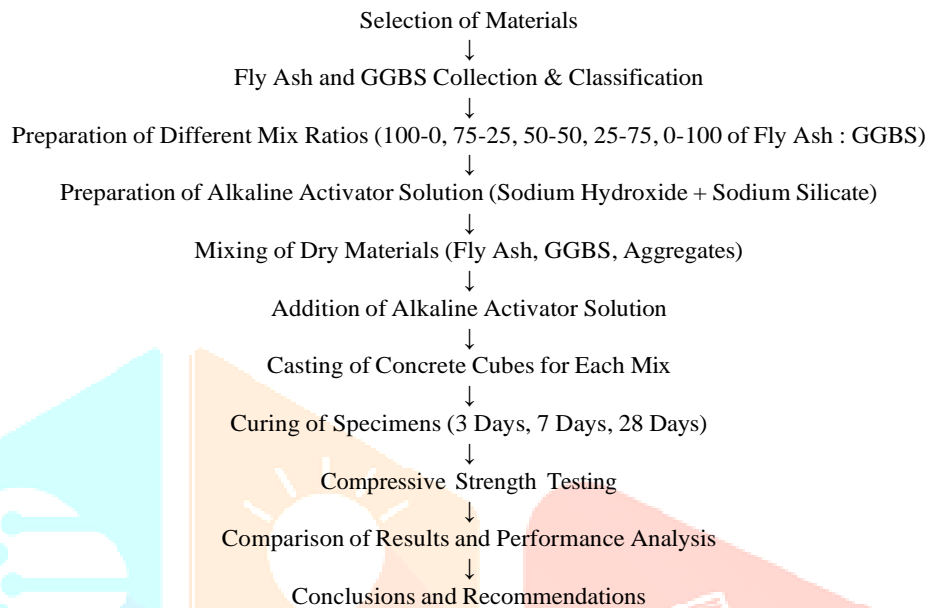 Selection of Materials
↓
Fly Ash and GGBS Collection & Classification
↓
Preparation of Different Mix Ratios (100-0, 75-25, 50-50, 25-75, 0-100 of Fly Ash : GGBS)
↓
Preparation of Alkaline Activator Solution (Sodium Hydroxide + Sodium Silicate)
↓
Mixing of Dry Materials (Fly Ash, GGBS, Aggregates)
↓
Addition of Alkaline Activator Solution
↓
Casting of Concrete Cubes for Each Mix
↓
Curing of Specimens (3 Days, 7 Days, 28 Days)
↓
Compressive Strength Testing
↓
Comparison of Results and Performance Analysis
↓
Conclusions and Recommendations